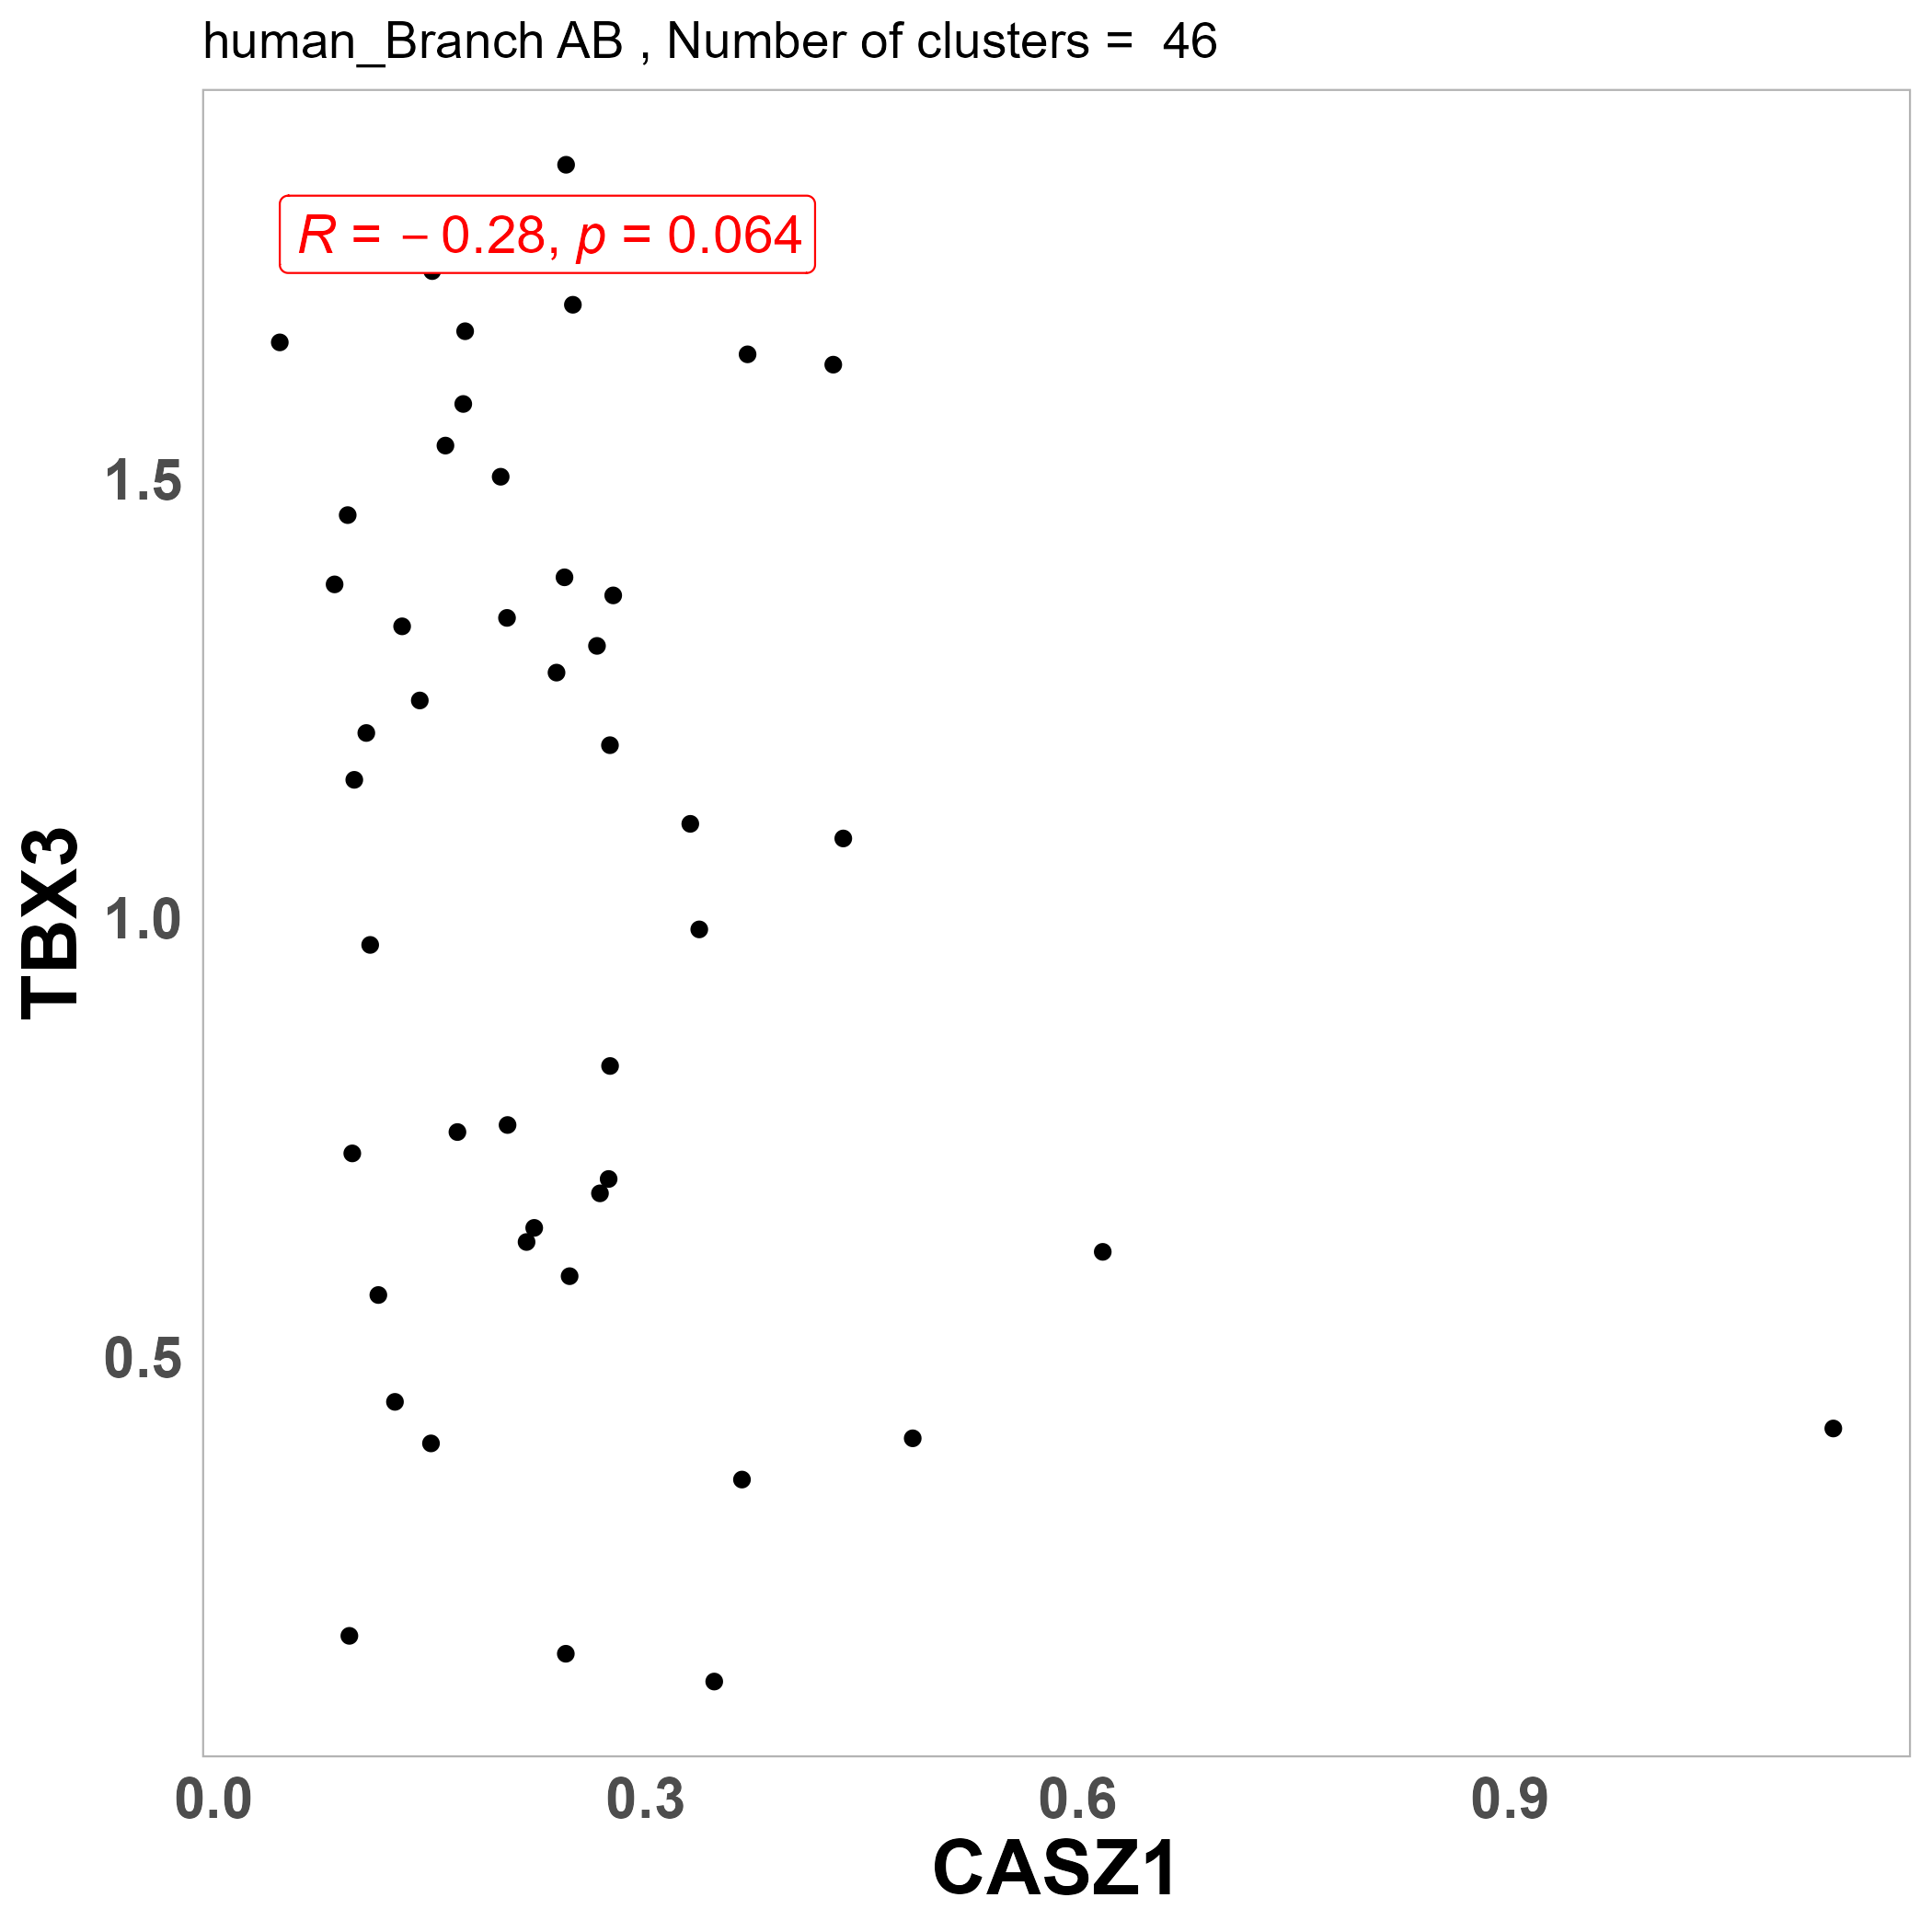 human_Branch AB , Number of clusters =  46
R = – 0.28, p = 0.064
TBX3
1.5
1.0
0.5
0.0 0.3 0.6 0.9
CASZ1